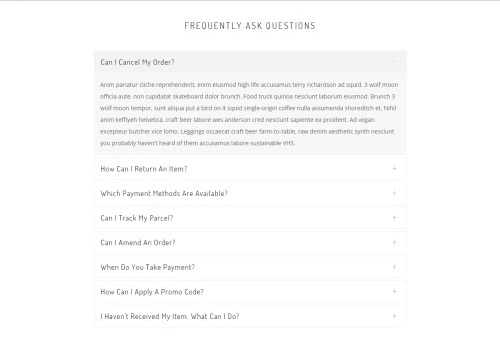 FREQUENTLY ASK QUESTIONS
Can I Cancel My Order?
Anim pariatur cliche reprehenderit, enim eiusmod high life accusamus terry richardson ad squid. 3 wolf moon
officia aute, non cupidatat skateboard dolor brunch. Food truck quinoa nesciunt laborum eiusmod. Brunch 3
wolf moon tempor, sunt aliqua put a bird on it squid single-origin coffee nulla assumenda shoreditch et. Nihil
anim keffiyeh helvetica, craft beer labore wes anderson cred nesciunt sapiente ea proident. Ad vegan
excepteur butcher vice lomo. Leggings occaecat craft beer farm-to-table, raw denim aesthetic synth nesciunt
you probably haven't heard of them accusamus labore sustainable VHS.
How Can I Return An Item?
Which Payment Methods Are Available?
Can I Track My Parcel?
Can I Amend An Order?
When Do You Take Payment?
How Can I Apply A Promo Code?
I Haven't Received My Item. What Can I Do?